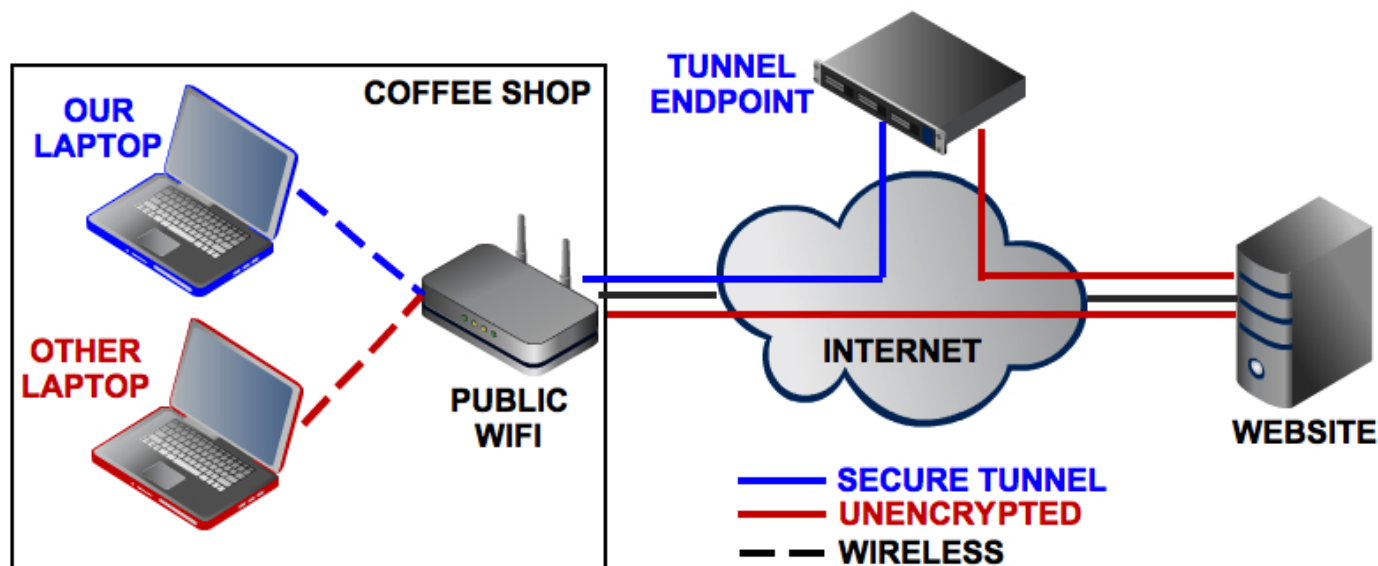 COFFEE SHOP
OUR
LAPTOP
OTHER
LAPTOP
PUBLIC
WIFI
TUNNEL
ENDPOINT
INTERNET
WEBSITE
SECURE TUNNEL
UNENCRYPTED
WIRELESS